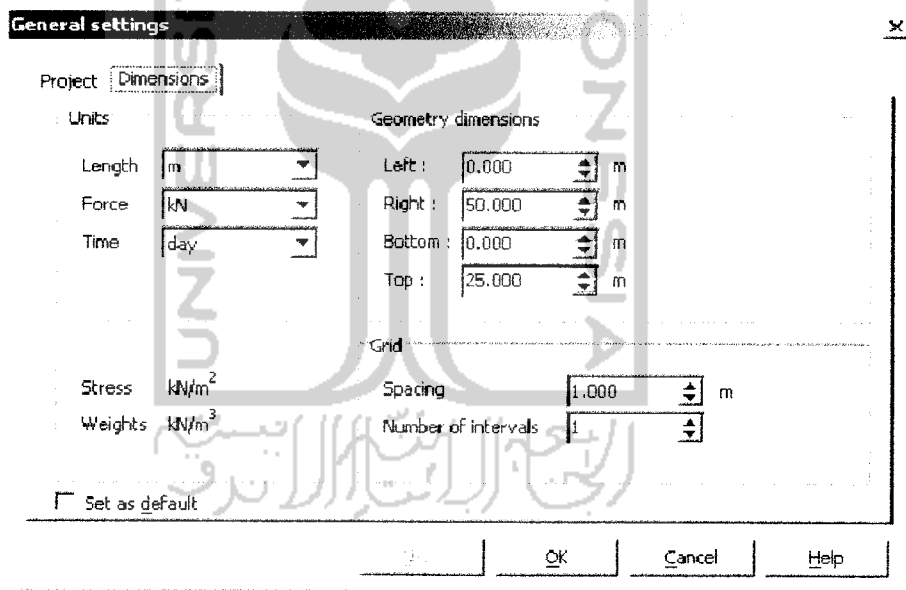 General settings
Project Dimensions
Units
Length m
Force kN
Time day
Stress kN/m²
Weights kN/m³
Geometry dimensions
Left : 0.000 m
Right : 50.000 m
Bottom : 0.000 m
Top : 25.000 m
Grid
Spacing 1.000 m
Number of intervals 1
Set as default
OK Cancel Help
UNIVERSI
ONESIA